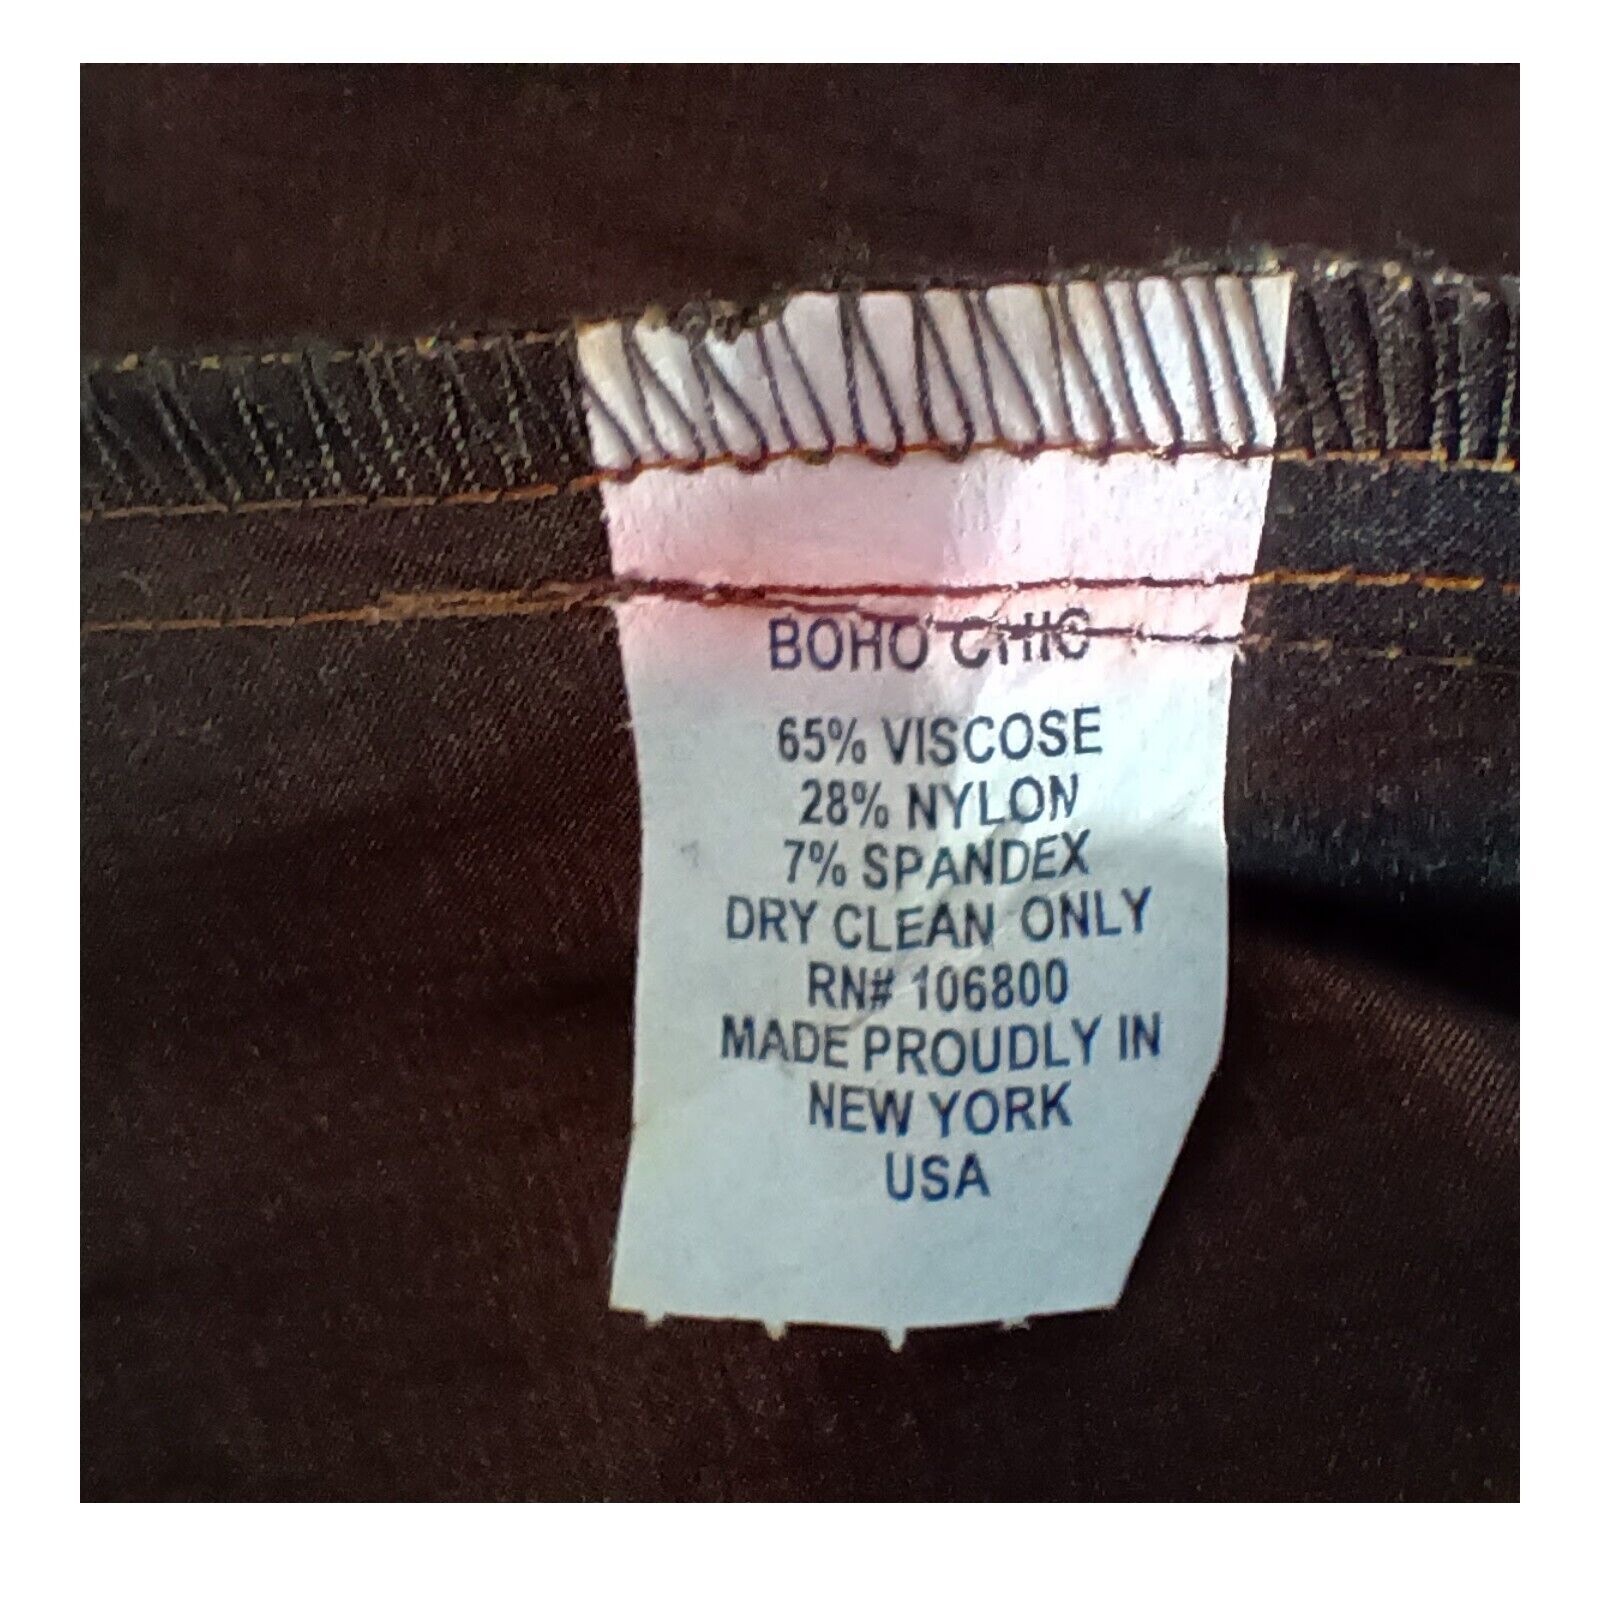 BOHO CHIC
65% VISCOSE
28% NYLON
7% SPANDEX
DRY CLEAN ONLY
RN# 106800
MADE PROUDLY IN
NEW YORK
USA